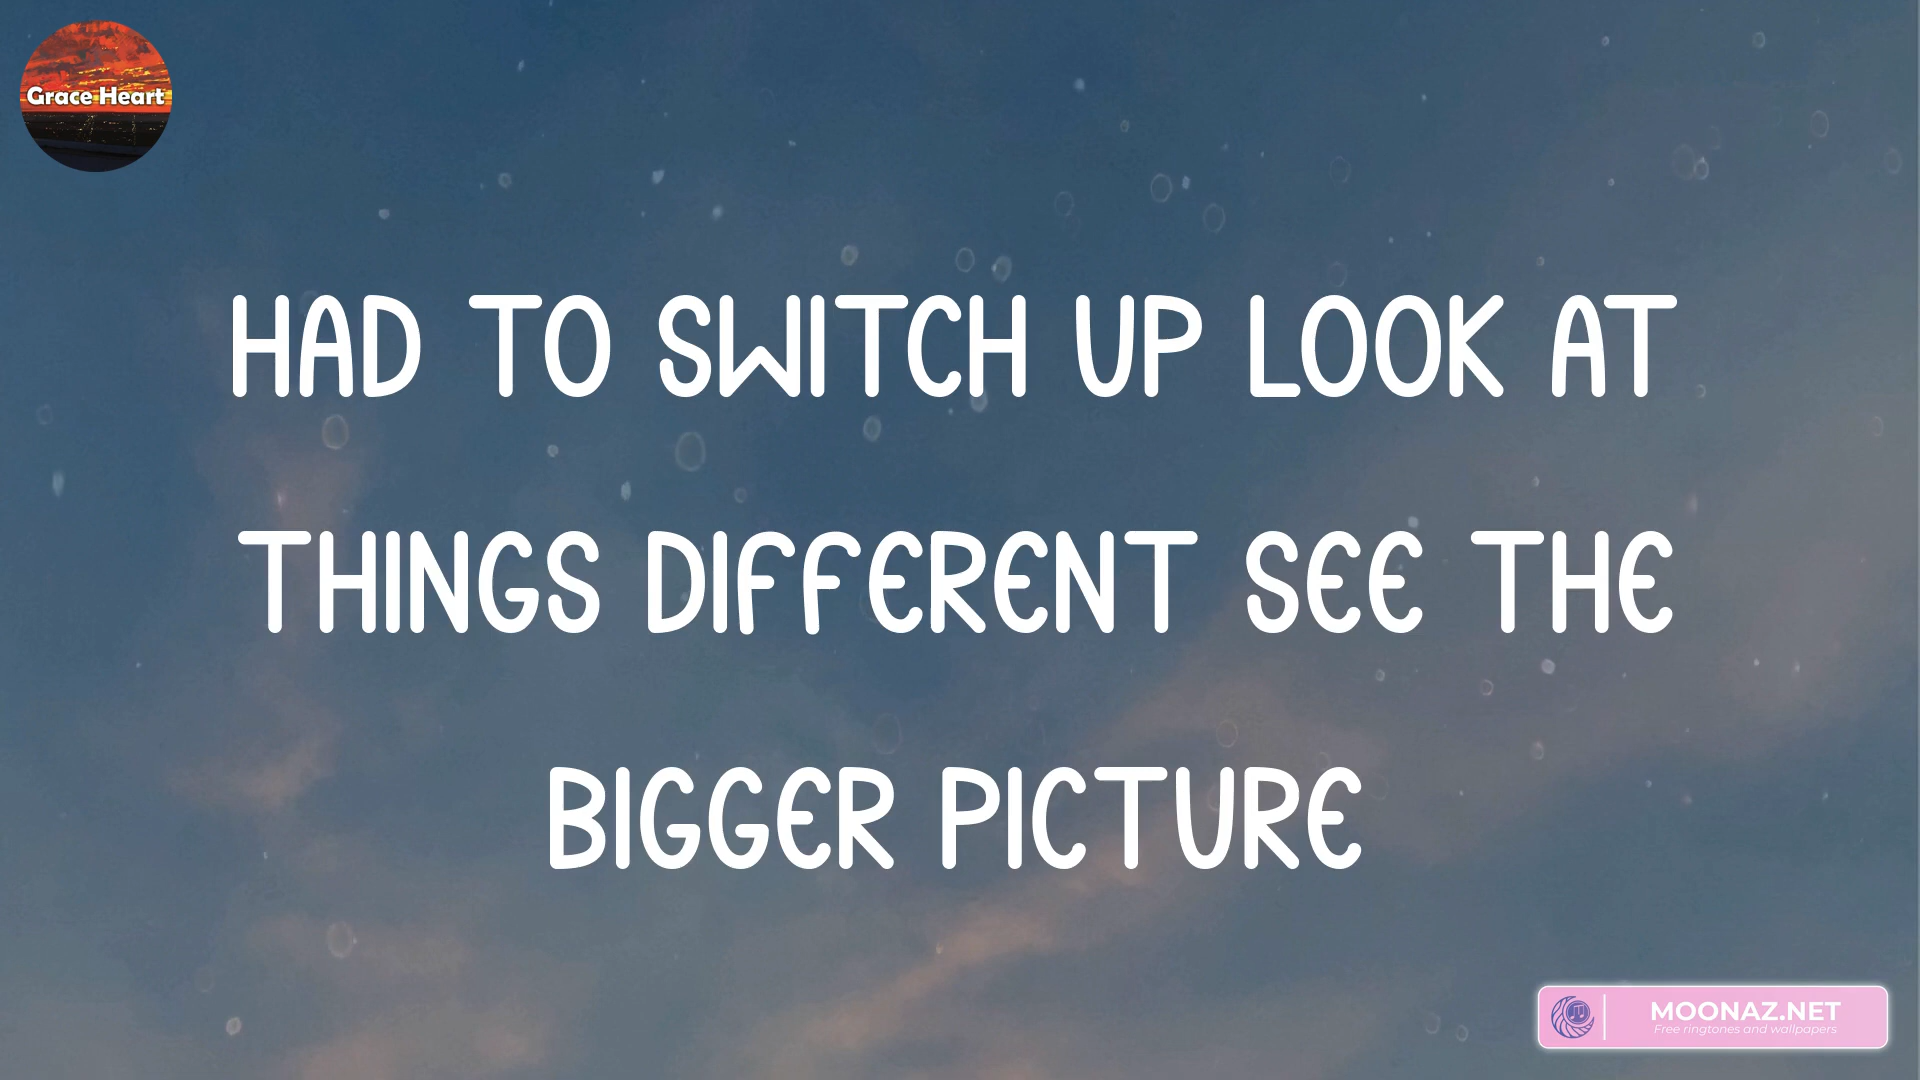 Grace Heart
HAD TO SWITCH UP LOOK AT
THINGS DIFFERENT SEE THE
BIGGER PICTURE
MOONAZ.NET
Free ringtones and wallpapers